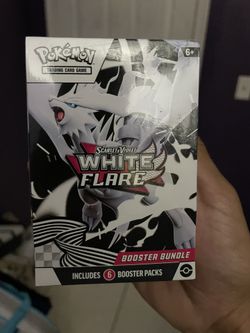 POKÉMON
TRADING CARD GAME
6+
SCARLET & VIOLET
WHITE
FLARE
BOOSTER BUNDLE
INCLUDES 6 BOOSTER PACKS